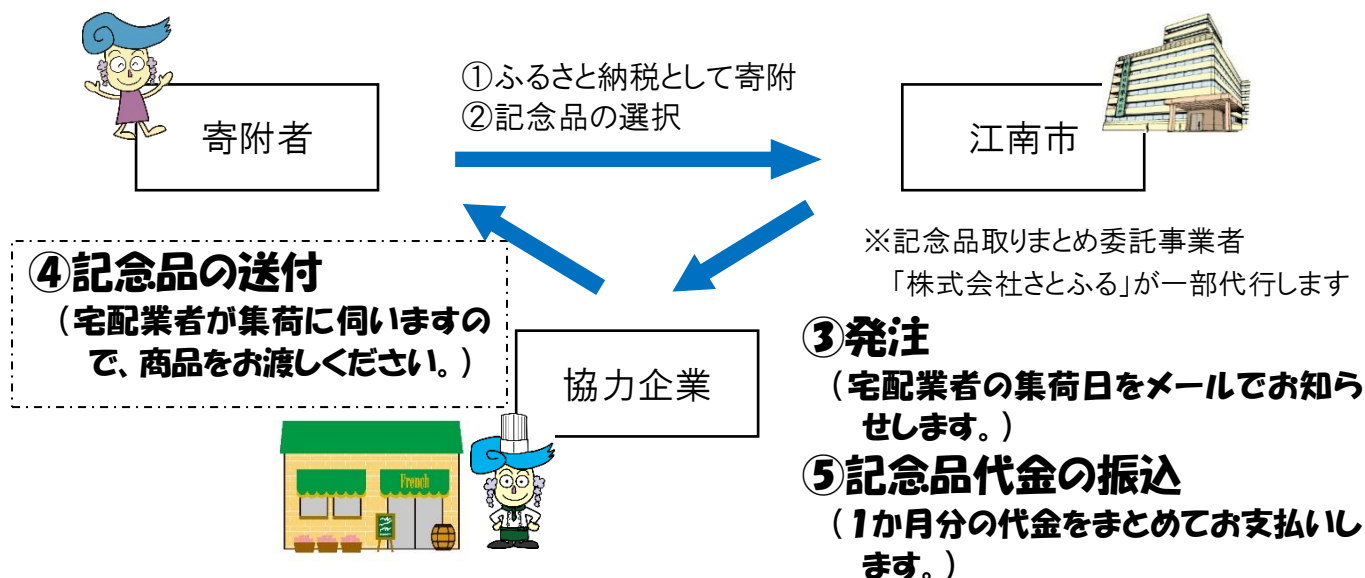 ①ふるさと納税として寄附
②記念品の選択
寄附者
江南市
※記念品取りまとめ委託事業者
「株式会社さとふる」が一部代行します
④記念品の送付
(宅配業者が集荷に伺いますの
で、商品をお渡しください。)
協力企業
③発注
(宅配業者の集荷日をメールでお知ら
せします。)
⑤記念品代金の振込
(1か月分の代金をまとめてお支払いし
ます。)
French